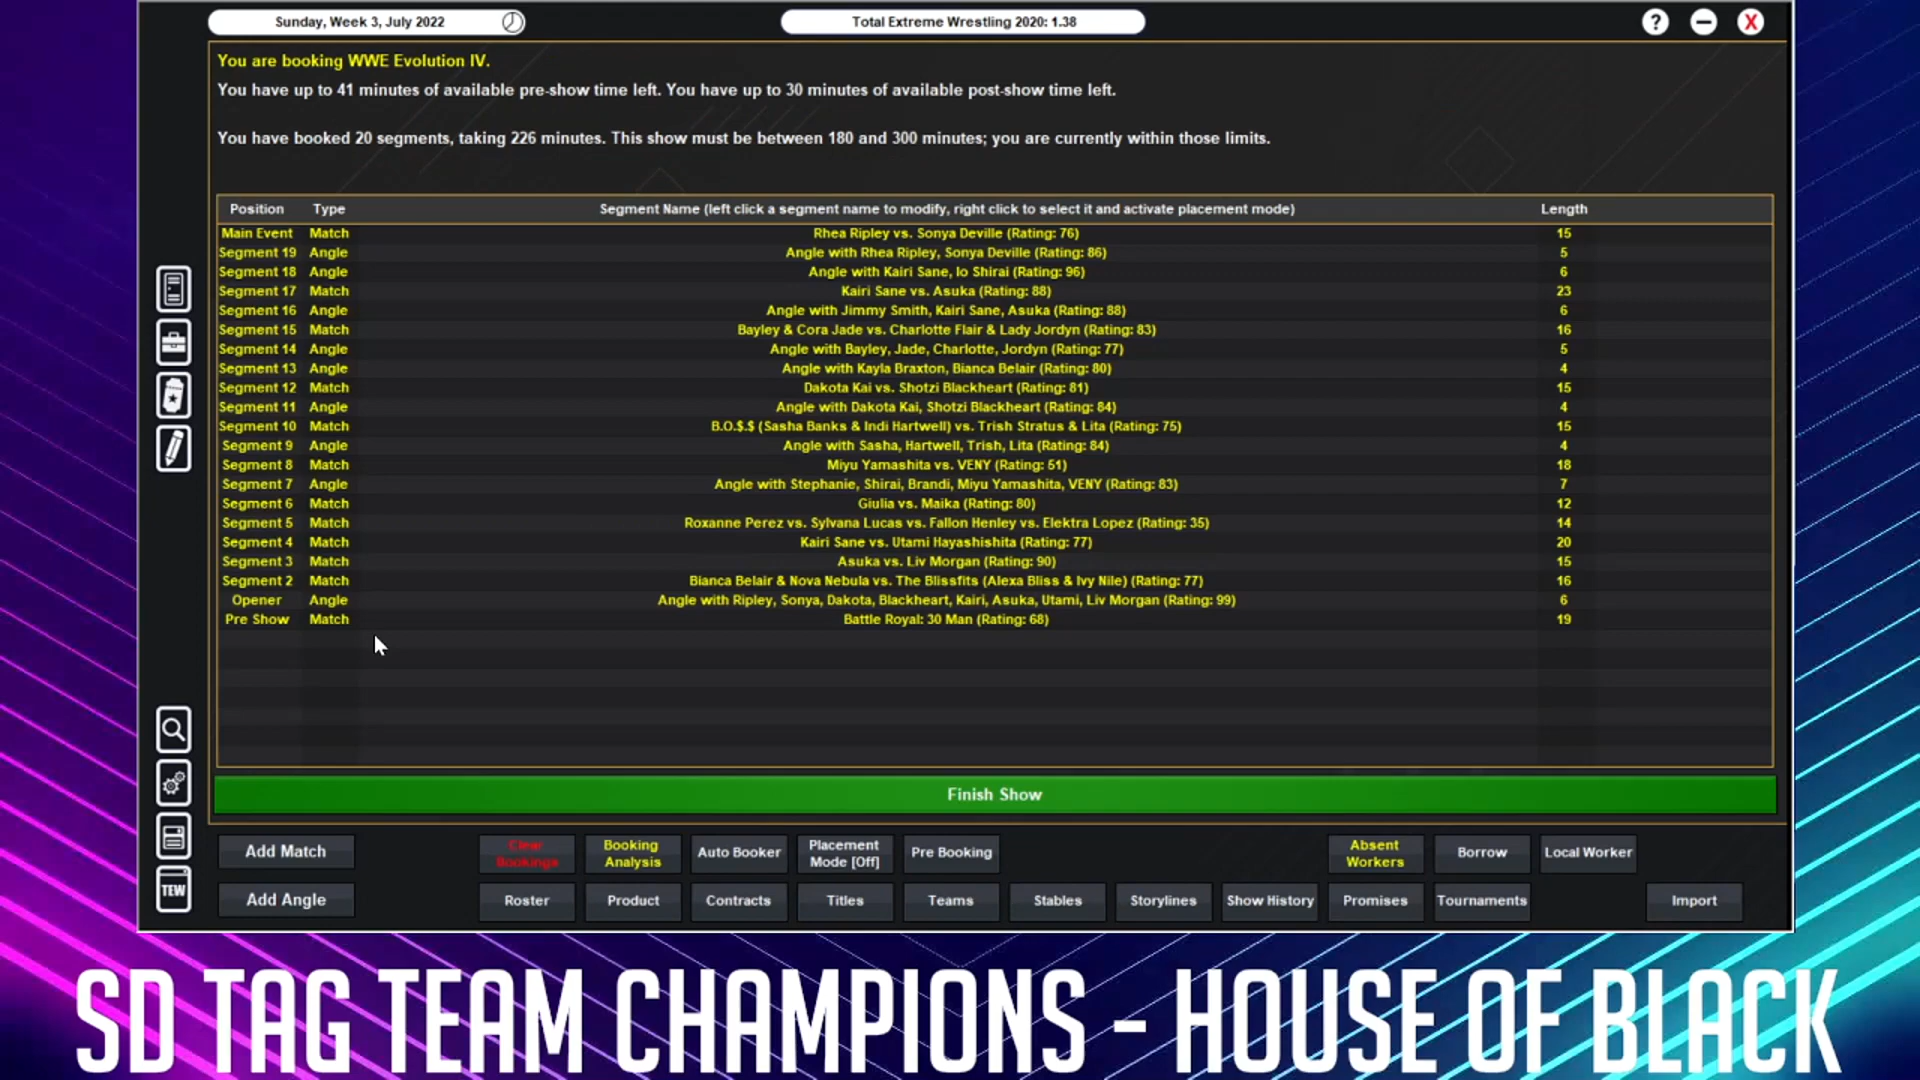 Sunday, Week 3, July 2022
Total Extreme Wrestling 2020: 1.38
?
X
You are booking WWE Evolution IV.
You have up to 41 minutes of available pre-show time left. You have up to 30 minutes of available post-show time left.
You have booked 20 segments, taking 226 minutes. This show must be between 180 and 300 minutes; you are currently within those limits.
Position Type Segment Name (left click a segment name to modify, right click to select it and activate placement mode) Length
Main Event Match Rhea Ripley vs. Sonya Deville (Rating: 76) 15
Segment 19 Angle Angle with Rhea Ripley, Sonya Deville (Rating: 86) 5
Segment 18 Angle Angle with Kairi Sane, Io Shirai (Rating: 96) 6
Segment 17 Match Kairi Sane vs. Asuka (Rating: 88) 23
Segment 16 Angle Angle with Jimmy Smith, Kairi Sane, Asuka (Rating: 88) 6
Segment 15 Match Bayley & Cora Jade vs. Charlotte Flair & Lady Jordyn (Rating: 83) 16
Segment 14 Angle Angle with Bayley, Jade, Charlotte, Jordyn (Rating: 77) 5
Segment 13 Angle Angle with Kayla Braxton, Bianca Belair (Rating: 80) 4
Segment 12 Match Dakota Kai vs. Shotzi Blackheart (Rating: 81) 15
Segment 11 Angle Angle with Dakota Kai, Shotzi Blackheart (Rating: 84) 4
Segment 10 Match B.O.$.$ (Sasha Banks & Indi Hartwell) vs. Trish Stratus & Lita (Rating: 75) 15
Segment 9 Angle Angle with Sasha, Hartwell, Trish, Lita (Rating: 84) 4
Segment 8 Match Miyu Yamashita vs. VENY (Rating: 51) 18
Segment 7 Angle Angle with Stephanie, Shirai, Brandi, Miyu Yamashita, VENY (Rating: 83) 7
Segment 6 Match Giulia vs. Maika (Rating: 80) 12
Segment 5 Match Roxanne Perez vs. Sylvana Lucas vs. Fallon Henley vs. Elektra Lopez (Rating: 35) 14
Segment 4 Match Kairi Sane vs. Utami Hayashishita (Rating: 77) 20
Segment 3 Match Asuka vs. Liv Morgan (Rating: 90) 15
Segment 2 Match Bianca Belair & Nova Nebula vs. The Blissfits (Alexa Bliss & Ivy Nile) (Rating: 77) 16
Opener Angle Angle with Ripley, Sonya, Dakota, Blackheart, Kairi, Asuka, Utami, Liv Morgan (Rating: 99) 6
Pre Show Match Battle Royal: 30 Man (Rating: 68) 19
Finish Show
Add Match
Clear Bookings
Booking Analysis
Auto Booker
Placement Mode [Off]
Pre Booking
Absent Workers
Borrow
Local Worker
TEW
Add Angle
Roster
Product
Contracts
Titles
Teams
Stables
Storylines
Show History
Promises
Tournaments
Import
SD TAG TEAM CHAMPIONS - HOUSE OF BLACK